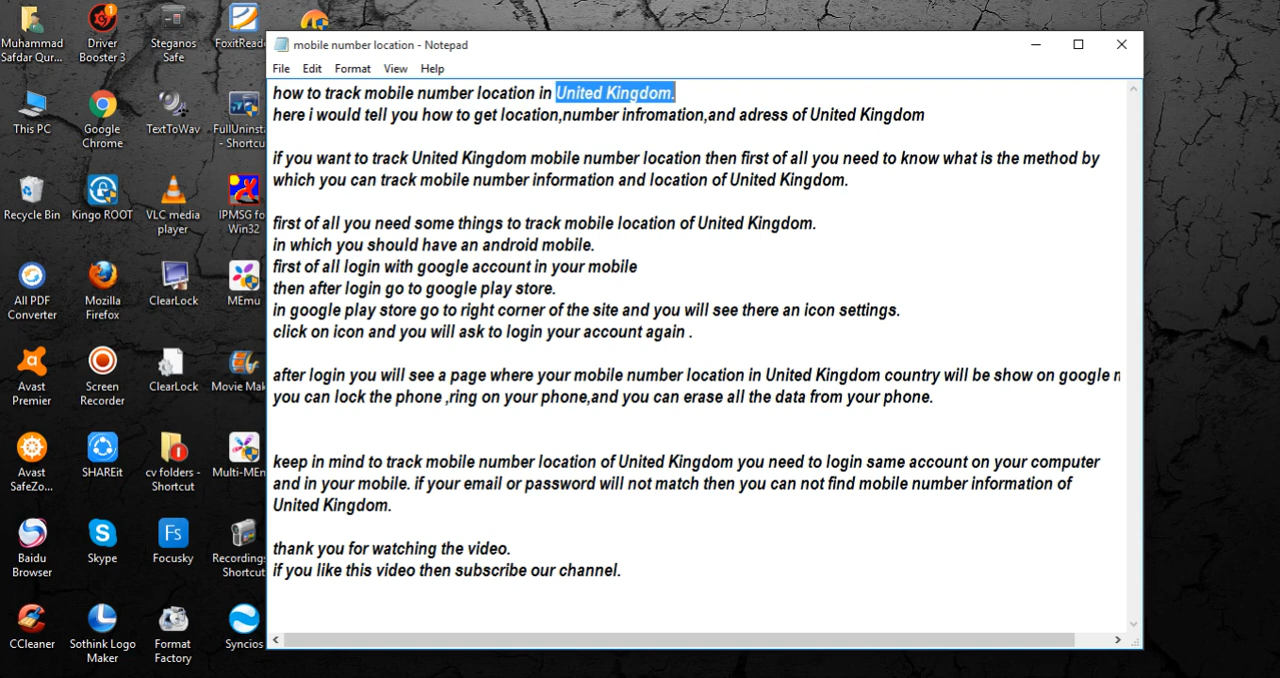 Muhammad Safdar Qur...
Driver Booster 3
Steganos Safe
FoxitReade
mobile number location - Notepad
File Edit Format View Help
how to track mobile number location in United Kingdom.
here i would tell you how to get location,number infromation,and adress of United Kingdom
if you want to track United Kingdom mobile number location then first of all you need to know what is the method by
which you can track mobile number information and location of United Kingdom.
first of all you need some things to track mobile location of United Kingdom.
in which you should have an android mobile.
first of all login with google account in your mobile
then after login go to google play store.
in google play store go to right corner of the site and you will see there an icon settings.
click on icon and you will ask to login your account again .
after login you will see a page where your mobile number location in United Kingdom country will be show on google
you can lock the phone ,ring on your phone,and you can erase all the data from your phone.
keep in mind to track mobile number location of United Kingdom you need to login same account on your computer
and in your mobile. if your email or password will not match then you can not find mobile number information of
United Kingdom.
thank you for watching the video.
if you like this video then subscribe our channel.
This PC
Google Chrome
TextToWav
FullUninsta - Shortcu
Recycle Bin
Kingo ROOT
VLC media player
IPMSG fo Win32
All PDF Converter
Mozilla Firefox
ClearLock
MEmu
Avast Premier
Screen Recorder
ClearLock
Movie Mak
Avast SafeZo...
SHAREit
cv folders - Shortcut
Multi-MEn
Baidu Browser
Skype
Fs
Focusky
Recordings Shortcut
CCleaner
Sothink Logo Maker
Format Factory
Syncios